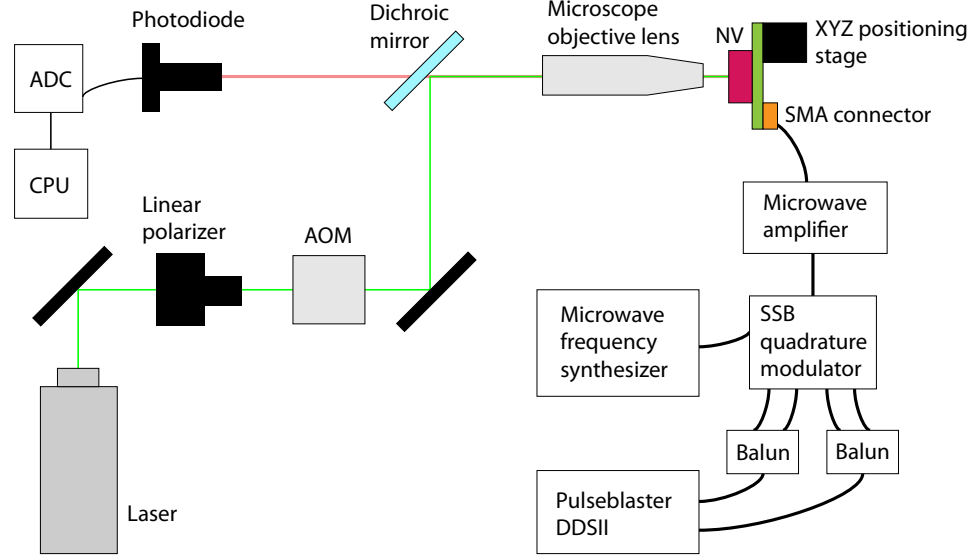 Photodiode
Dichroic
mirror
Microscope
objective lens
NV
XYZ positioning
stage
ADC
SMA connector
CPU
Linear
polarizer
AOM
Microwave
amplifier
Microwave
frequency
synthesizer
SSB
quadrature
modulator
Balun
Balun
Pulseblaster
DDSII
Laser